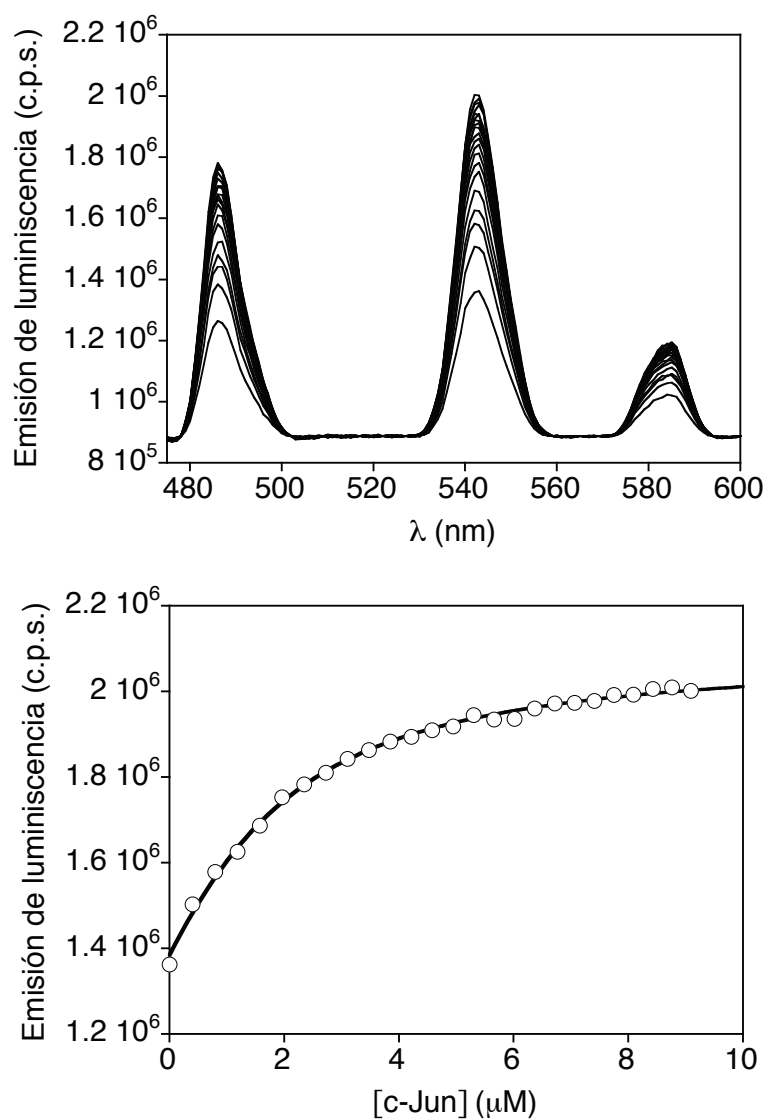 Emisión de luminiscencia (c.p.s.)
2.2 10⁶
2 10⁶
1.8 10⁶
1.6 10⁶
1.4 10⁶
1.2 10⁶
1 10⁶
8 10⁵
480 500 520 540 560 580 600
λ (nm)
Emisión de luminiscencia (c.p.s.)
2.2 10⁶
2 10⁶
1.8 10⁶
1.6 10⁶
1.4 10⁶
1.2 10⁶
0 2 4 6 8 10
[c-Jun] (μM)